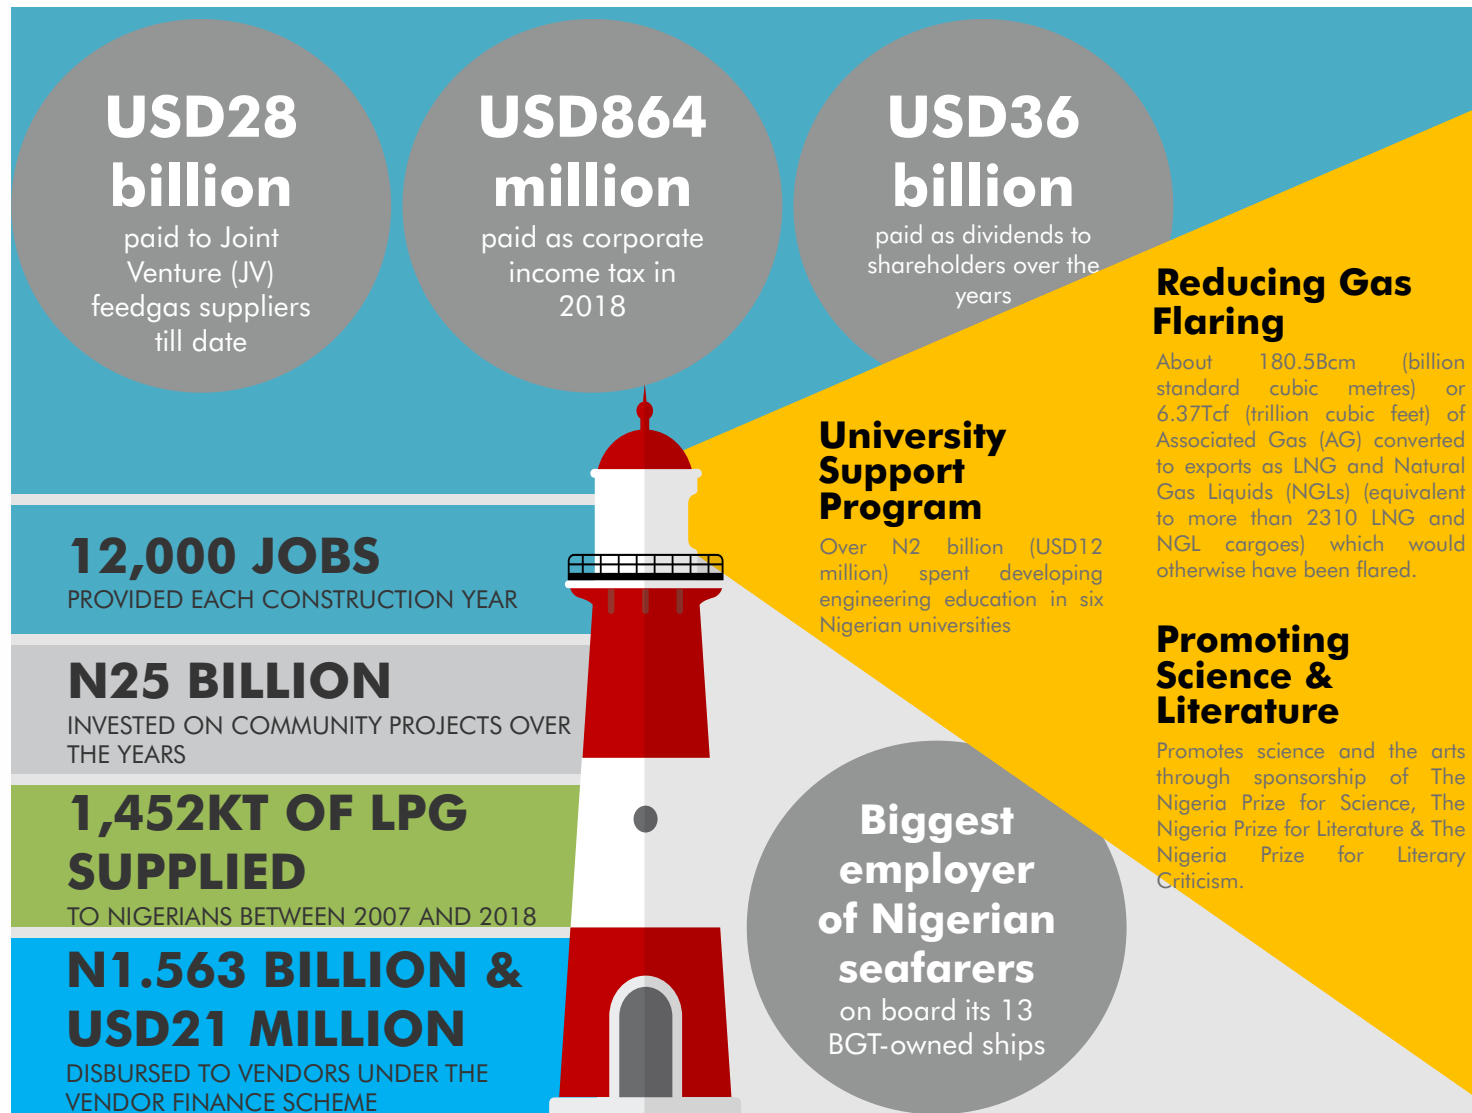 USD28
billion
paid to Joint
Venture (JV)
feedgas suppliers
till date
USD864
million
paid as corporate
income tax in
2018
USD36
billion
paid as dividends to
shareholders over the
years
Reducing Gas
Flaring
About 180.5Bcm (billion
standard cubic metres) or
6.37Tcf (trillion cubic feet) of
Associated Gas (AG) converted
to exports as LNG and Natural
Gas Liquids (NGLs) (equivalent
to more than 2310 LNG and
NGL cargoes) which would
otherwise have been flared.
University
Support
Program
Over N2 billion (USD12
million) spent developing
engineering education in six
Nigerian universities
Promoting
Science &
Literature
Promotes science and the arts
through sponsorship of The
Nigeria Prize for Science, The
Nigeria Prize for Literature & The
Nigeria Prize for Literary
Criticism.
12,000 JOBS
PROVIDED EACH CONSTRUCTION YEAR
N25 BILLION
INVESTED ON COMMUNITY PROJECTS OVER
THE YEARS
1,452KT OF LPG
SUPPLIED
TO NIGERIANS BETWEEN 2007 AND 2018
N1.563 BILLION &
USD21 MILLION
DISBURSED TO VENDORS UNDER THE
VENDOR FINANCE SCHEME
Biggest
employer
of Nigerian
seafarers
on board its 13
BGT-owned ships